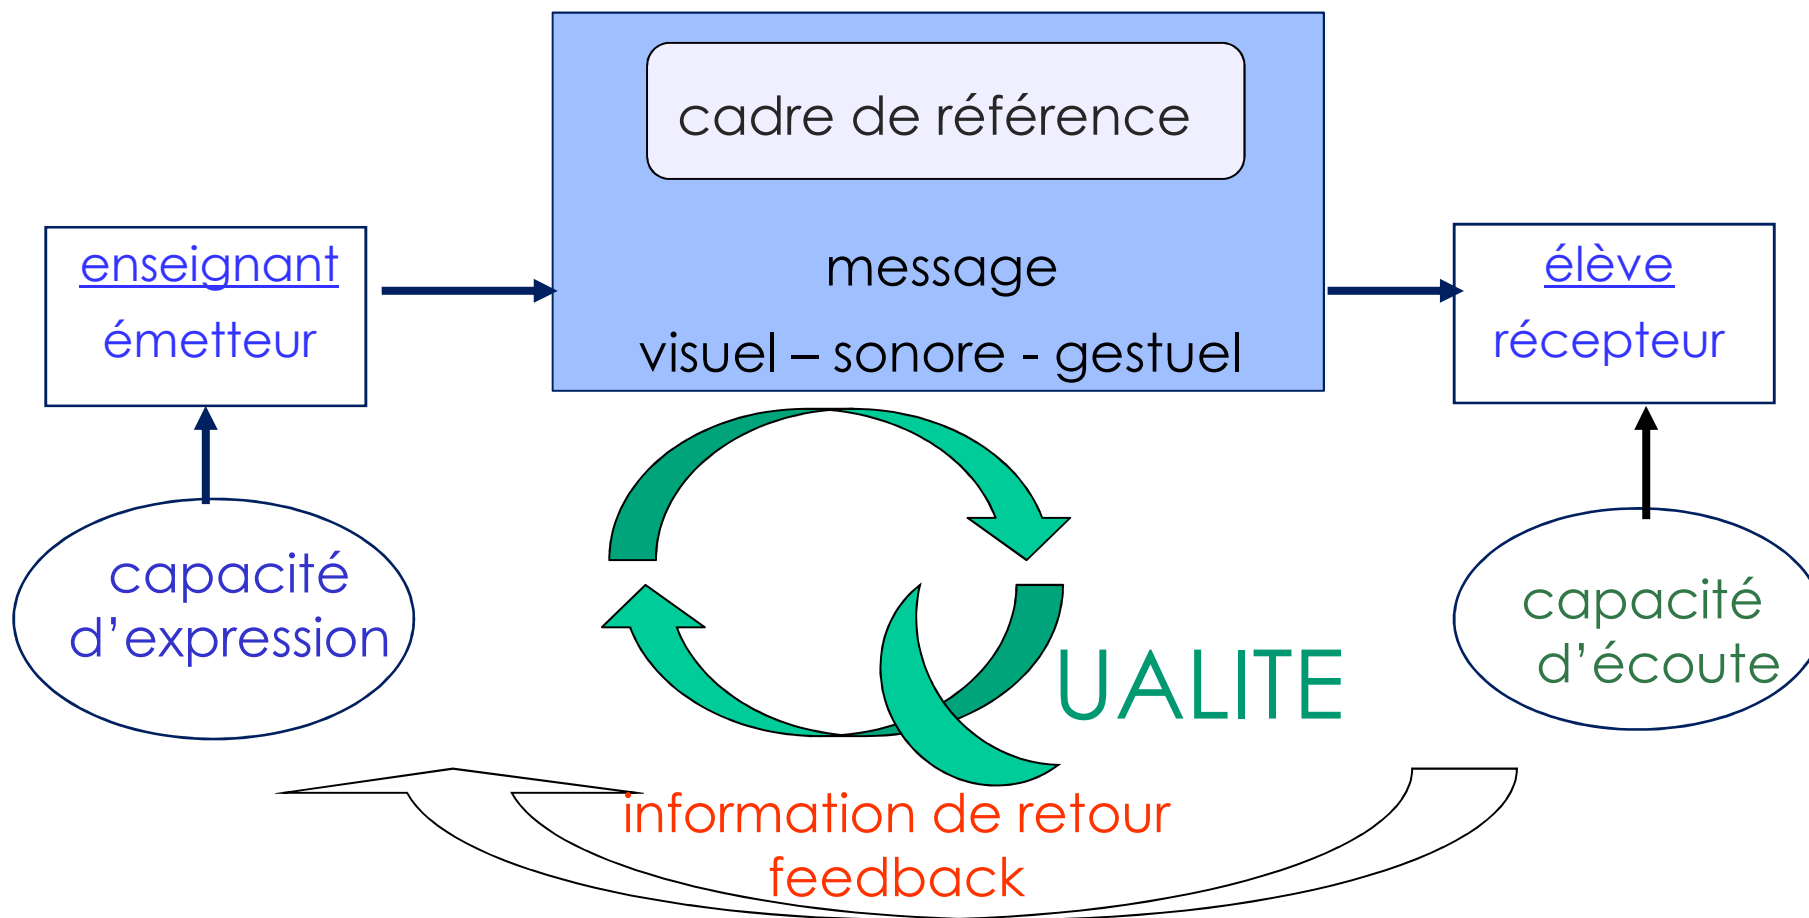 cadre de référence
message
visuel – sonore - gestuel
enseignant
émetteur
élève
récepteur
capacité
d’expression
capacité
d’écoute
QUALITE
information de retour
feedback